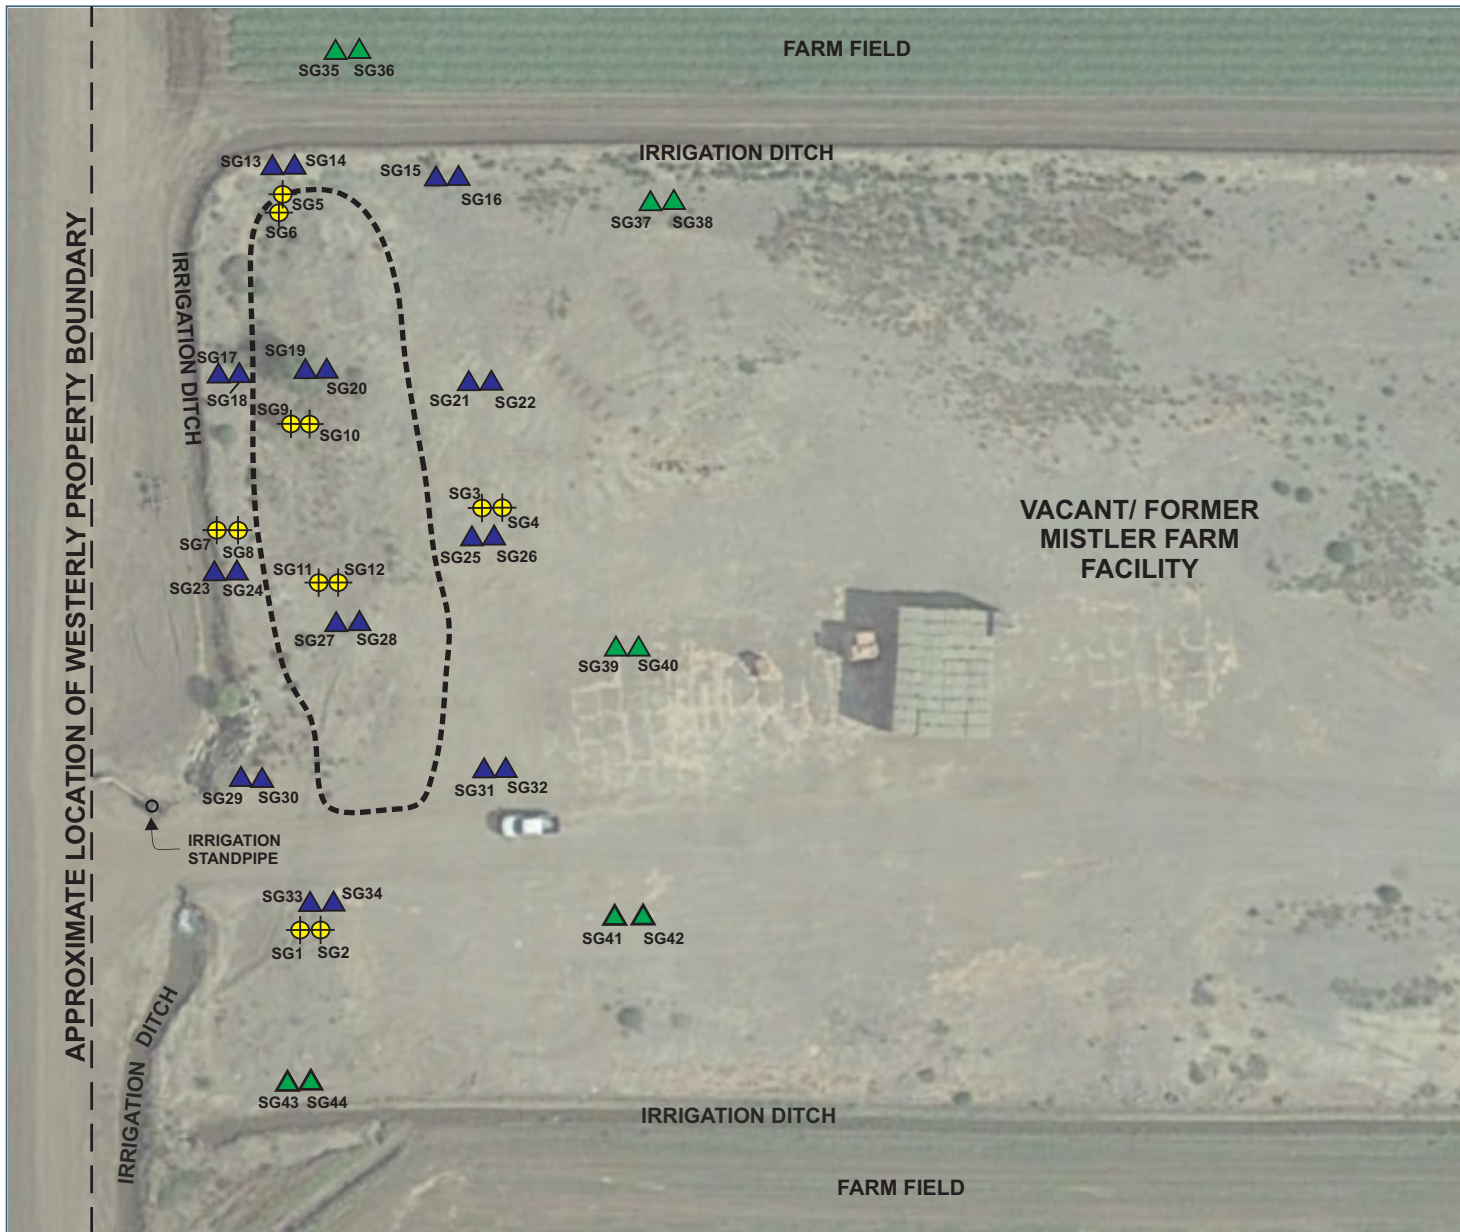 FARM FIELD
SG35 SG36
IRRIGATION DITCH
SG13 SG14
SG15
SG16
SG5
SG6
SG37 SG38
APPROXIMATE LOCATION OF WESTERLY PROPERTY BOUNDARY
IRRIGATION DITCH
SG17
SG18
SG19
SG20
SG21 SG22
SG9
SG10
SG3
SG4
SG7
SG8
SG25 SG26
VACANT/ FORMER
MISTLER FARM
FACILITY
SG23 SG24
SG11 SG12
SG27 SG28
SG39 SG40
SG29 SG30
SG31 SG32
IRRIGATION
STANDPIPE
SG33 SG34
SG1 SG2
SG41 SG42
IRRIGATION DITCH
SG43 SG44
IRRIGATION DITCH
FARM FIELD